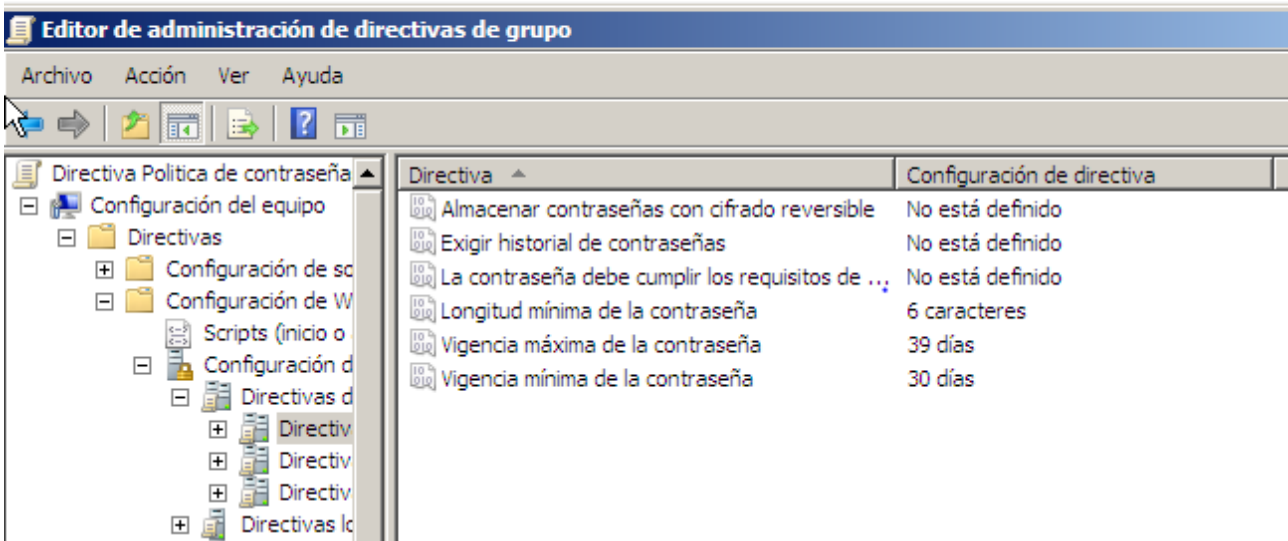 Editor de administración de directivas de grupo
Archivo Acción Ver Ayuda
Directiva Politica de contraseña
Configuración del equipo
Directivas
Configuración de so
Configuración de W
Scripts (inicio o
Configuración d
Directivas d
Directiv
Directiv
Directiv
Directivas lo
Directiva Configuración de directiva
Almacenar contraseñas con cifrado reversible No está definido
Exigir historial de contraseñas No está definido
La contraseña debe cumplir los requisitos de ... No está definido
Longitud mínima de la contraseña 6 caracteres
Vigencia máxima de la contraseña 39 días
Vigencia mínima de la contraseña 30 días